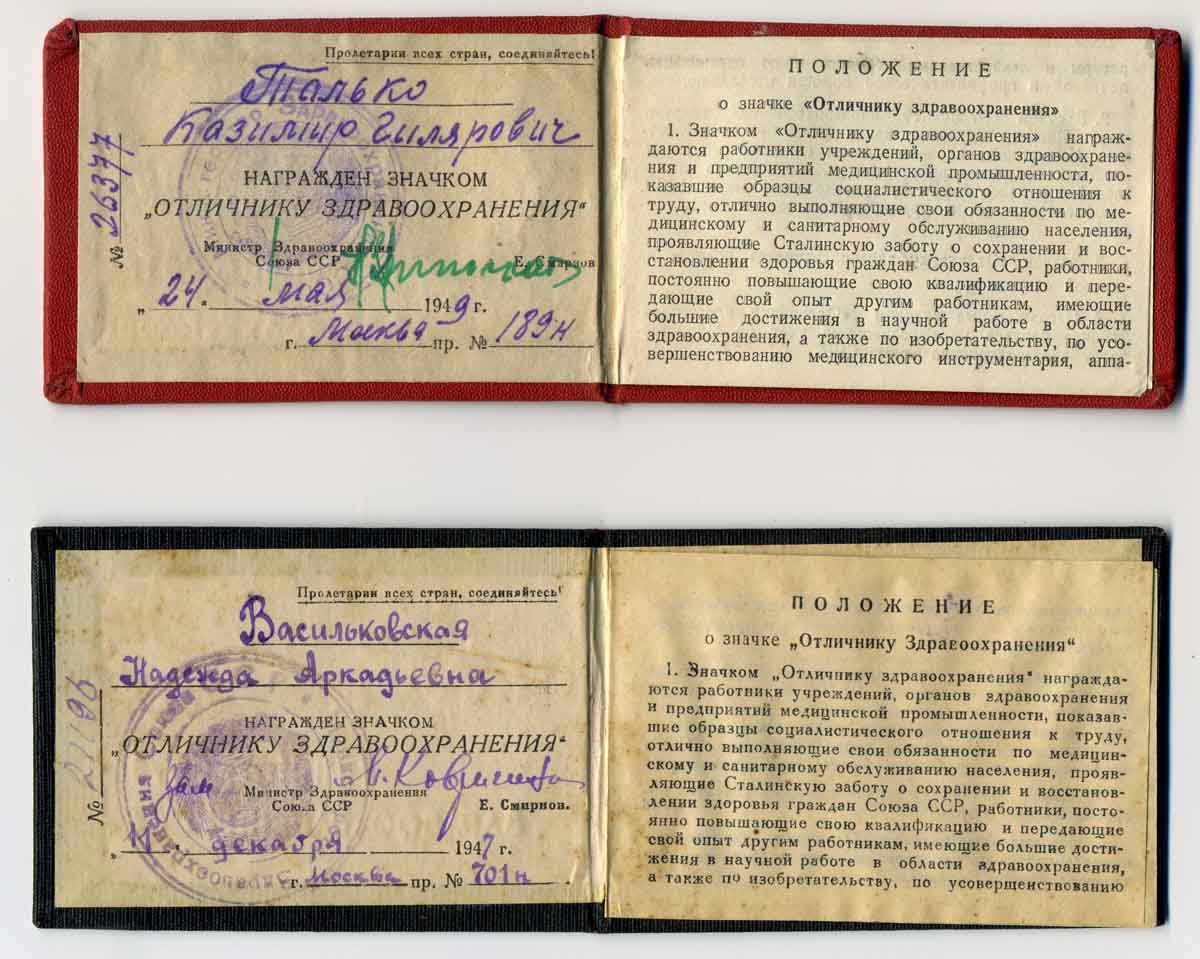 Пролетарии всех стран, соединяйтесь!
Талько
Казимир Гилярович
НАГРАЖДЕН ЗНАЧКОМ
„ОТЛИЧНИКУ ЗДРАВООХРАНЕНИЯ“
Министр Здравоохранения
Союза ССР
Е. Смирнов
„24“ мая 1949 г.
г. Москва пр. № 189н
№ 26377
ПОЛОЖЕНИЕ
о значке «Отличнику здравоохранения»
1. Значком «Отличнику здравоохранения» награж-
даются работники учреждений, органов здравоохране-
ния и предприятий медицинской промышленности, по-
казавшие образцы социалистического отношения к
труду, отлично выполняющие свои обязанности по ме-
дицинскому и санитарному обслуживанию населения,
проявляющие Сталинскую заботу о сохранении и вос-
становлении здоровья граждан Союза ССР, работники,
постоянно повышающие свою квалификацию и пере-
дающие свой опыт другим работникам, имеющие
большие достижения в научной работе в области
здравоохранения, а также по изобретательству, по усо-
вершенствованию медицинского инструментария, аппа-
Пролетарии всех стран, соединяйтесь!
Васильковская
Надежда Аркадьевна
НАГРАЖДЕН ЗНАЧКОМ
„ОТЛИЧНИКУ ЗДРАВООХРАНЕНИЯ“
Зам
Министр Здравоохранения
Союза ССР
Е. Смирнов.
„11“ декабря 1947 г.
г. Москва пр. № 701н
№ 21196
ПОЛОЖЕНИЕ
о значке „Отличнику Здравоохранения“
1. Значком „Отличнику здравоохранения“ награжда-
ются работники учреждений, органов здравоохранения
и предприятий медицинской промышленности, показав-
шие образцы социалистического отношения к труду,
отлично выполняющие свои обязанности по медицин-
скому и санитарному обслуживанию населения, прояв-
ляющие Сталинскую заботу о сохранении и восстанов-
лении здоровья граждан Союза ССР, работники, посто-
янно повышающие свою квалификацию и передающие
свой опыт другим работникам, имеющие большие дости-
жения в научной работе в области здравоохранения,
а также по изобретательству, по усовершенствованию